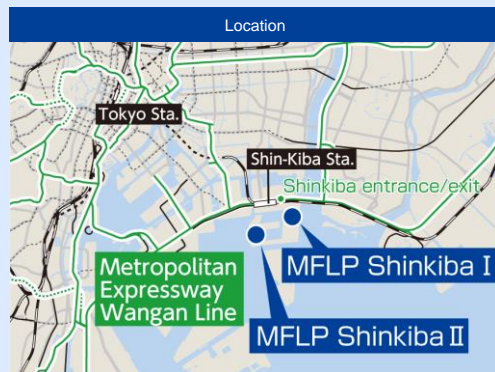 Location
Tokyo Sta.
Shin-Kiba Sta.
Shinkiba entrance/exit
Metropolitan
Expressway
Wangan Line
MFLP Shinkiba Ⅰ
MFLP Shinkiba Ⅱ